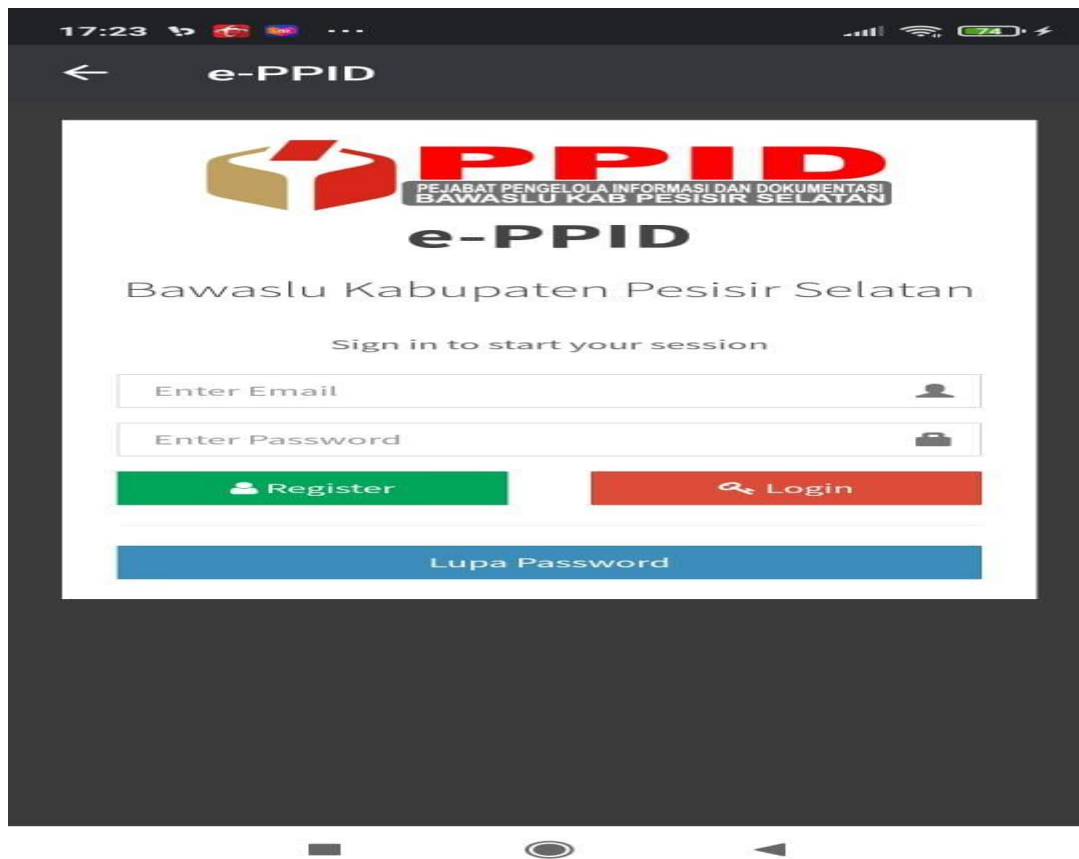 17:23 ... 74
e-PPID
PPID
PEJABAT PENGELOLA INFORMASI DAN DOKUMENTASI
BAWASLU KAB PESISIR SELATAN
e-PPID
Bawaslu Kabupaten Pesisir Selatan
Sign in to start your session
Enter Email
Enter Password
Register Login
Lupa Password